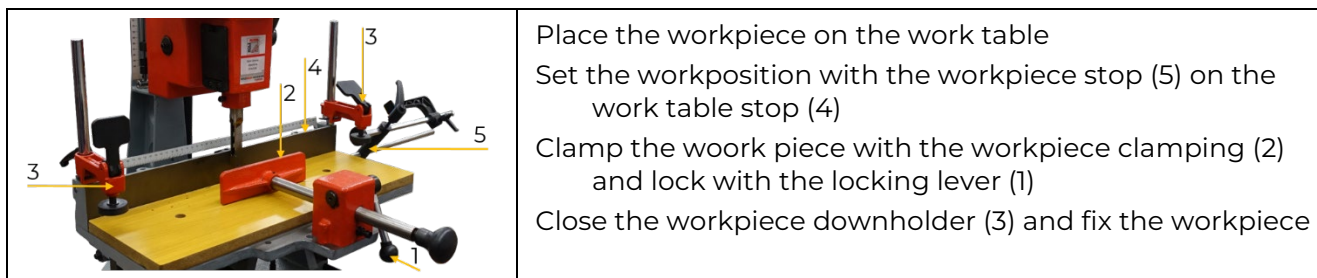 3
4
2
5
3
1
Place the workpiece on the work table
Set the workposition with the workpiece stop (5) on the
work table stop (4)
Clamp the woork piece with the workpiece clamping (2)
and lock with the locking lever (1)
Close the workpiece downholder (3) and fix the workpiece